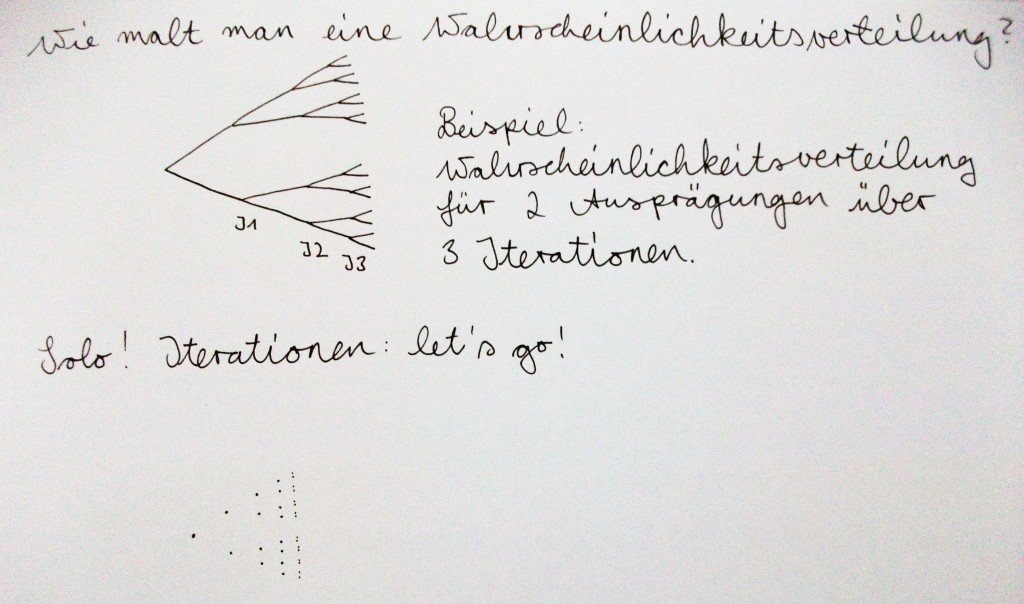 Wie malt man eine Wahrscheinlichkeitsverteilung?
Beispiel:
Wahrscheinlichkeitsverteilung
für 2 Ausprägungen über
3 Iterationen.
J1
J2 J3
Solo! Iterationen: let's go!